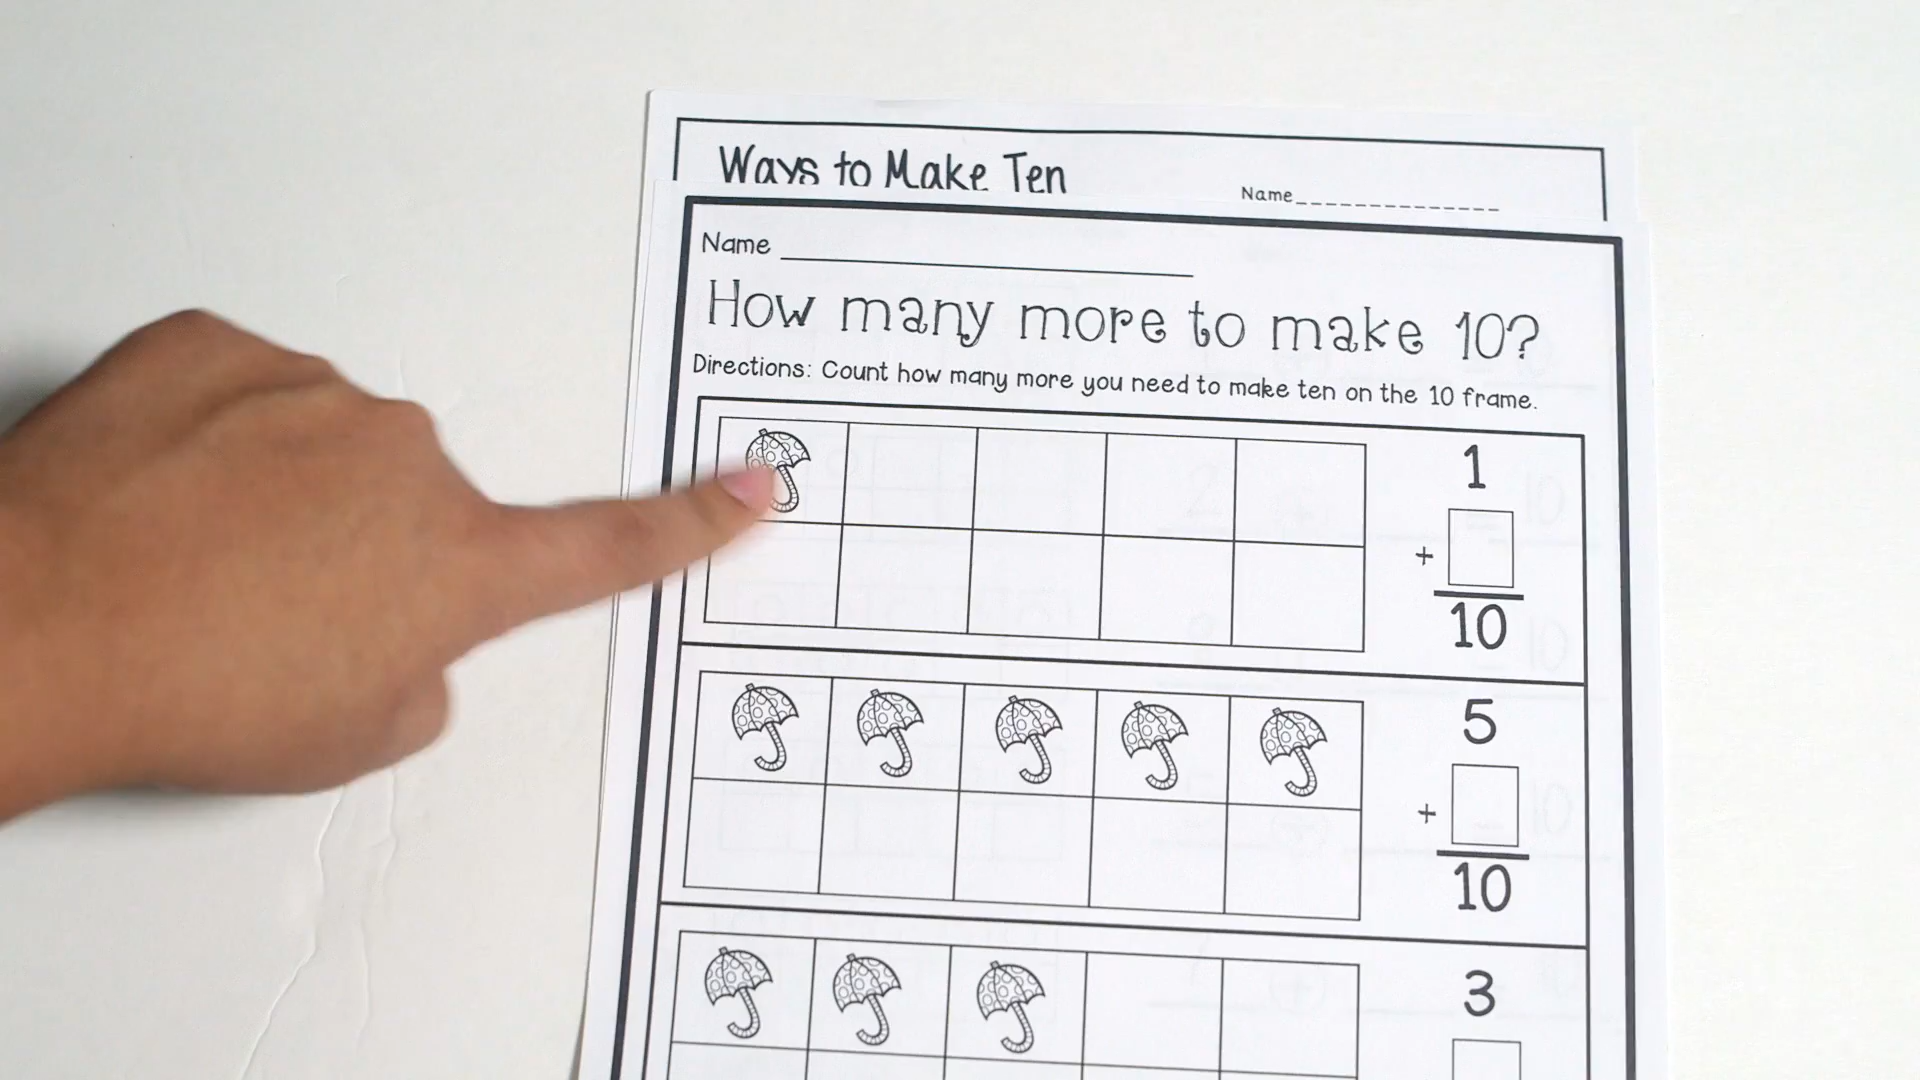 Ways to Make Ten
Name
Name
How many more to make 10?
Directions: Count how many more you need to make ten on the 10 frame.
1
+
10
5
+
10
3